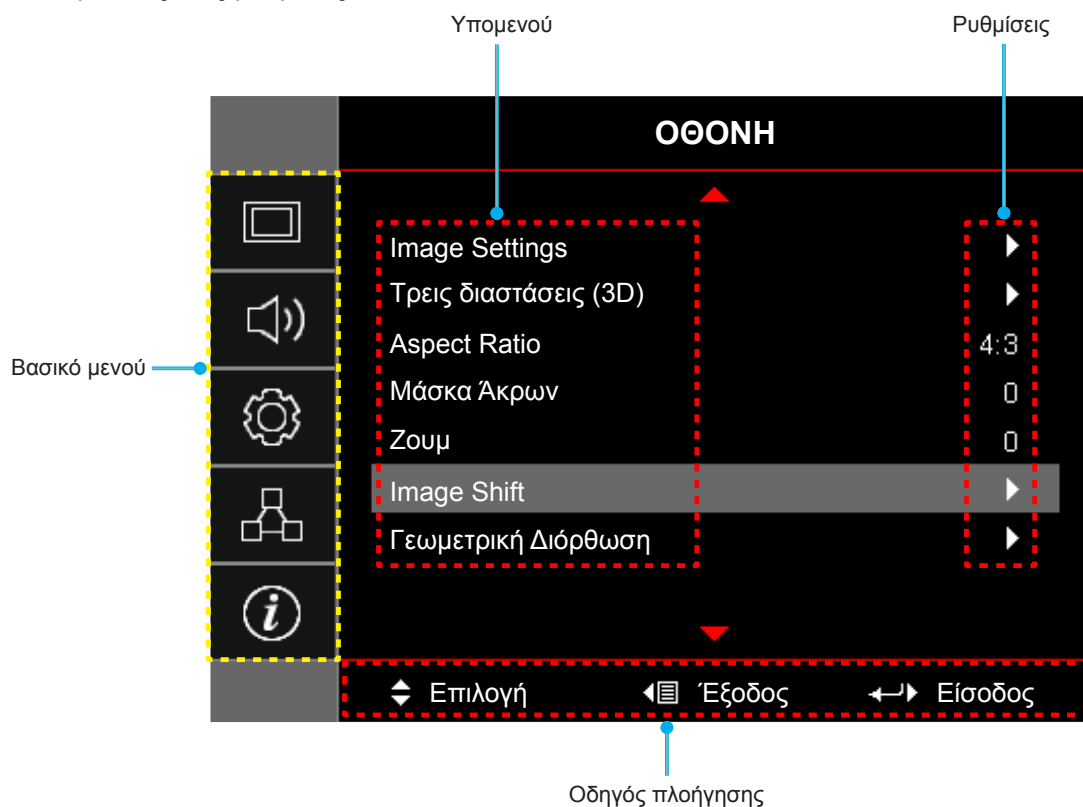 Υπομενού Ρυθμίσεις
ΟΘΟΝΗ
Image Settings
Τρεις διαστάσεις (3D)
Aspect Ratio 4:3
Μάσκα Άκρων 0
Ζουμ 0
Image Shift
Γεωμετρική Διόρθωση
Βασικό μενού
Επιλογή Έξοδος Είσοδος
Οδηγός πλοήγησης